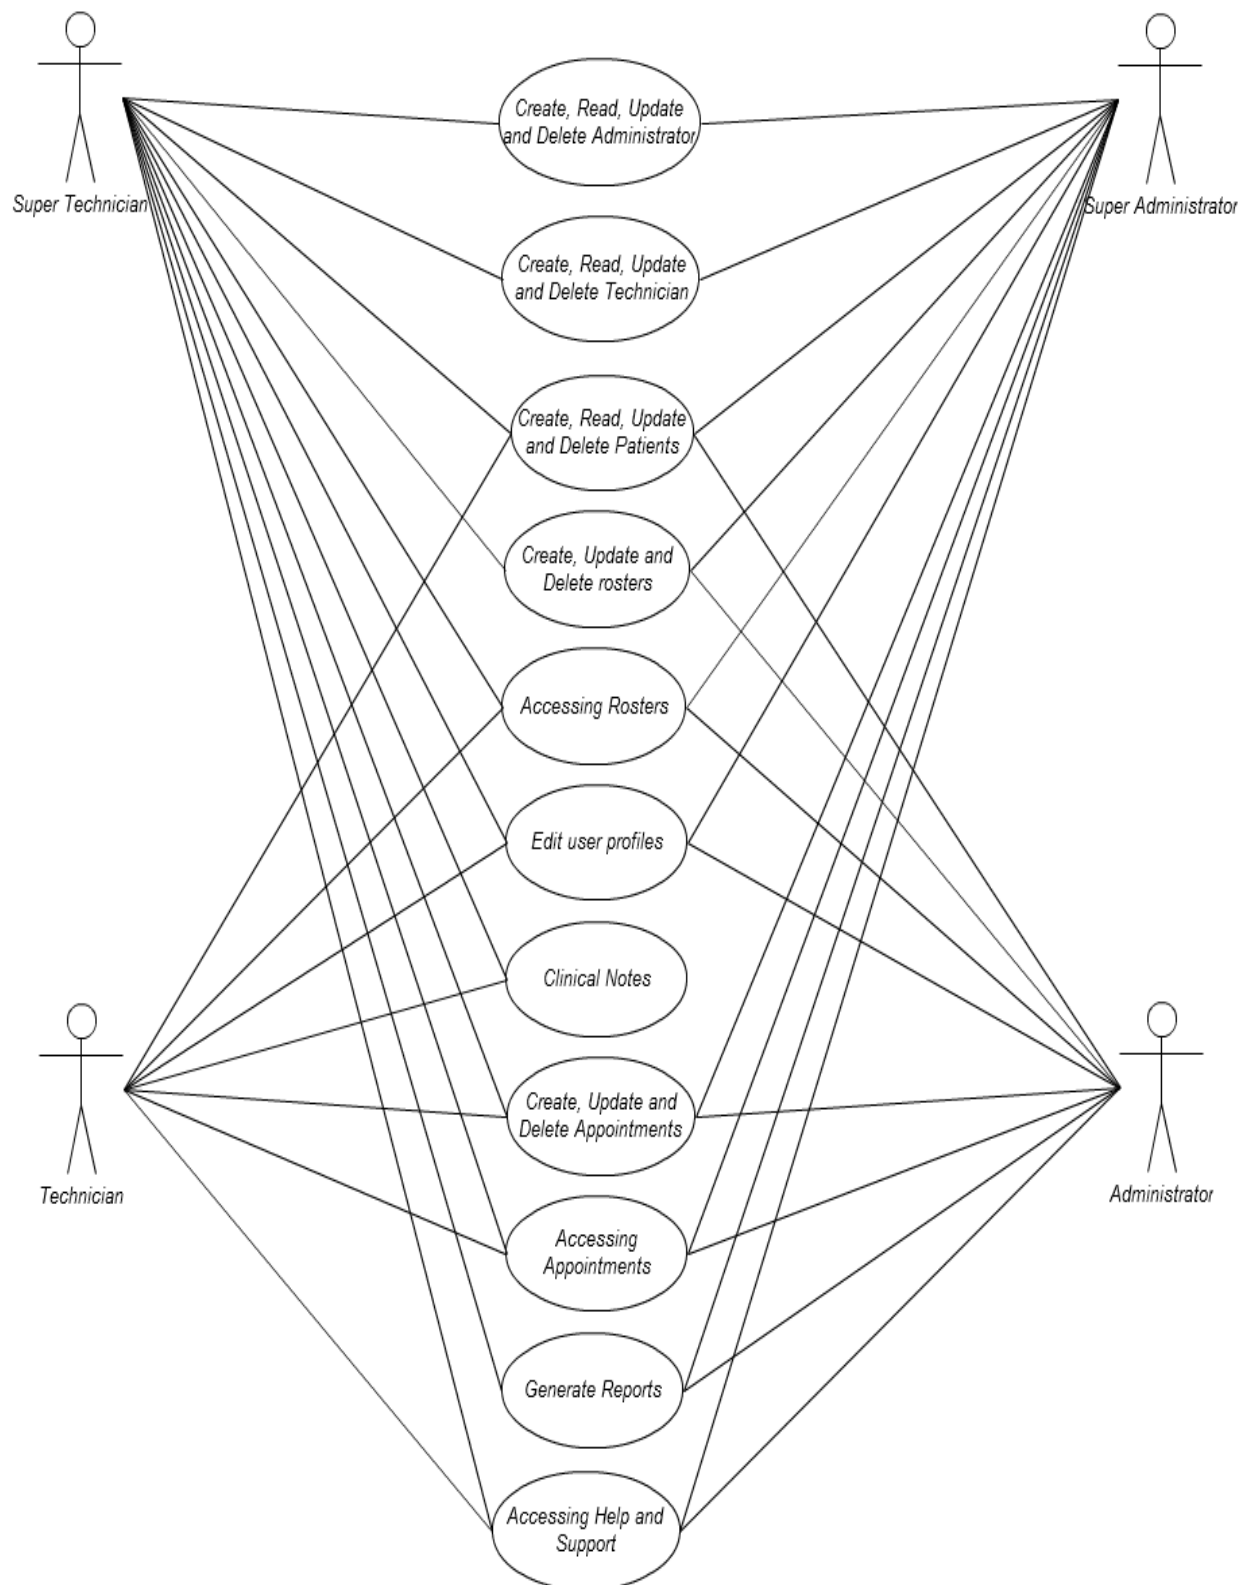 Super Technician
Super Administrator
Create, Read, Update
and Delete Administrator
Create, Read, Update
and Delete Technician
Create, Read, Update
and Delete Patients
Create, Update and
Delete rosters
Accessing Rosters
Edit user profiles
Clinical Notes
Create, Update and
Delete Appointments
Technician
Administrator
Accessing
Appointments
Generate Reports
Accessing Help and
Support